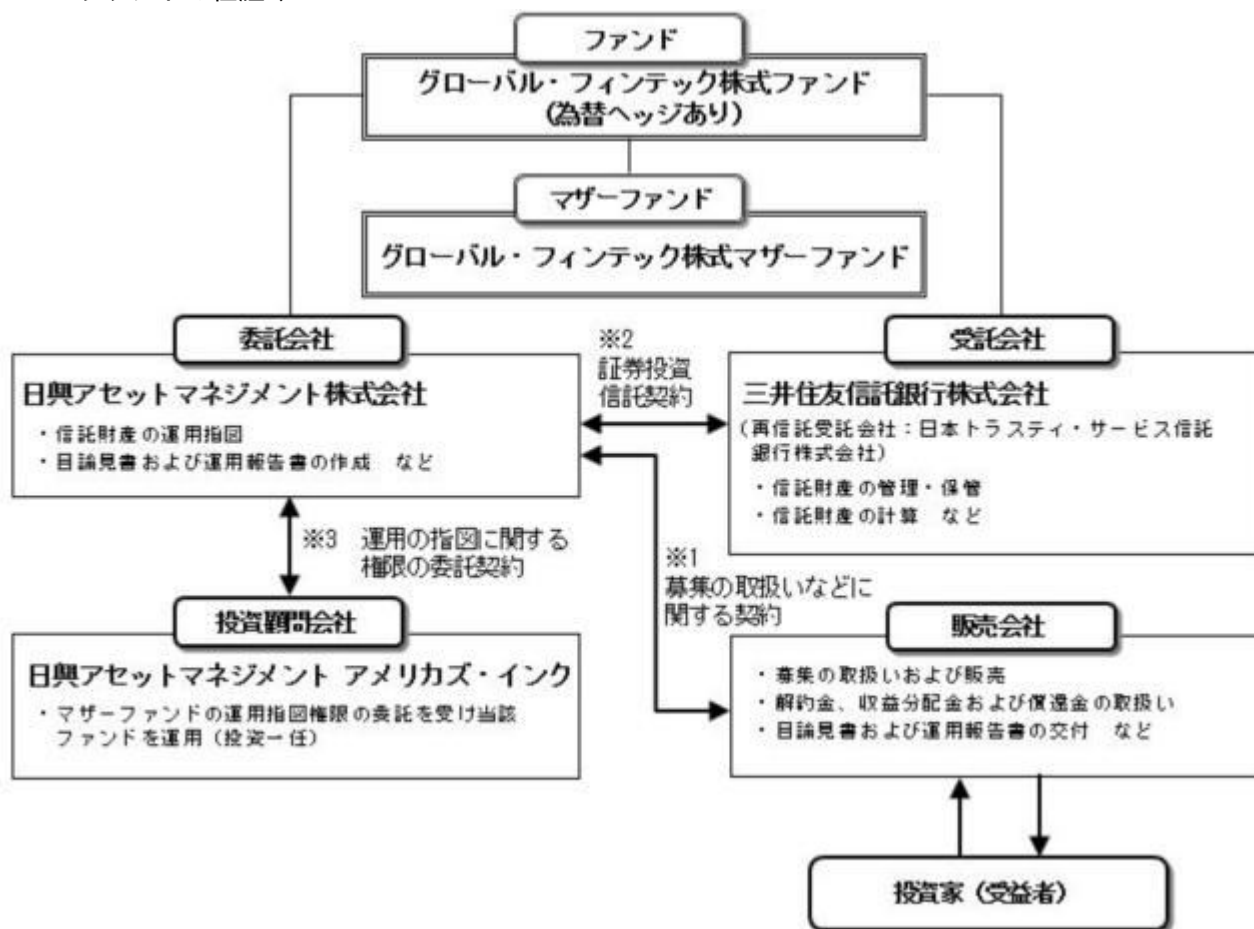 ファンド
グローバル・フィンテック株式ファンド
(為替ヘッジあり)
マザーファンド
グローバル・フィンテック株式マザーファンド
委託会社
日興アセットマネジメント株式会社
・信託財産の運用指図
・目論見書および運用報告書の作成 など
※2
証券投資
信託契約
受託会社
三井住友信託銀行株式会社
(再信託受託会社:日本トラスティ・サービス信託
銀行株式会社)
・信託財産の管理・保管
・信託財産の計算 など
※3 運用の指図に関する
権限の委託契約
※1
募集の取扱いなどに
関する契約
投資顧問会社
日興アセットマネジメント アメリカズ・インク
・マザーファンドの運用指図権限の委託を受け当該
ファンドを運用(投資一任)
販売会社
・募集の取扱いおよび販売
・解約金、収益分配金および償還金の取扱い
・目論見書および運用報告書の交付 など
投資家(受益者)